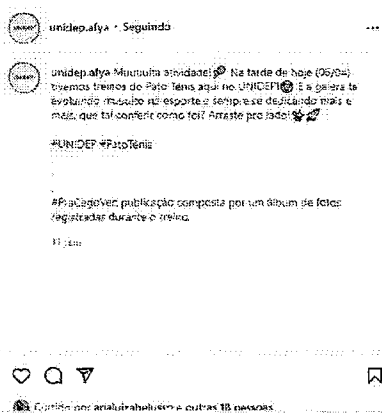 unidep.afya • Seguindo
unidep.afya Muuuuita atividade! Na tarde de hoje (06/04)
tivemos treinos do Pato Tênis aqui no UNIDEP! E a galera tá
evoluindo muuuito no esporte e sempre se dedicando mais e
mais, que tal conferir como foi? Arraste pro lado!
#UNIDEP #PatoTênis
.
.
.
#PraCegoVer: publicação composta por um álbum de fotos
registradas durante o treino.
Curtido por e outras 18 pessoas